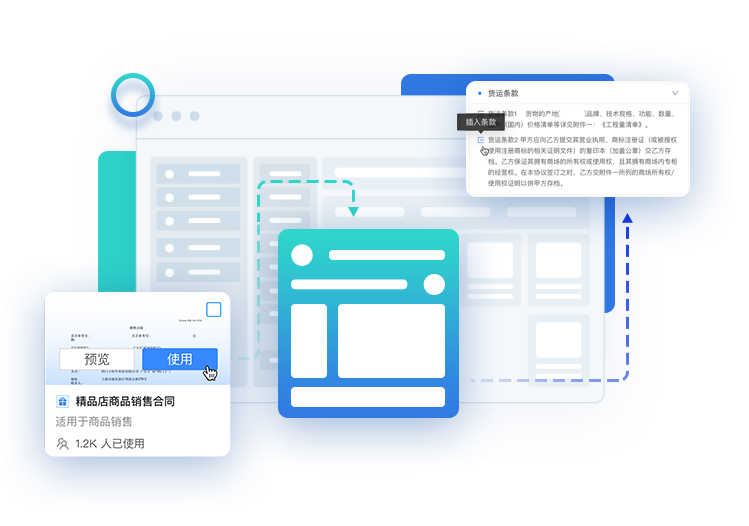 货运条款
货运条款1 货物的产地 品牌、技术规格、功能、数量、
(国内)价格清单等详见附件一:《工程量清单》。
插入条款
货运条款2 甲方应向乙方提交其营业执照、商标注册证(或被授权
使用注册商标的相关证明文件)的复印本(加盖公章)交乙方存
档。乙方保证其拥有商场的所有权或使用权,且其拥有商场内专柜
的经营权。在本协议签订之时,乙方交附件一所列的商场所有权/
使用权证明以供甲方存档。
预览
使用
精品店商品销售合同
适用于商品销售
1.2K 人已使用